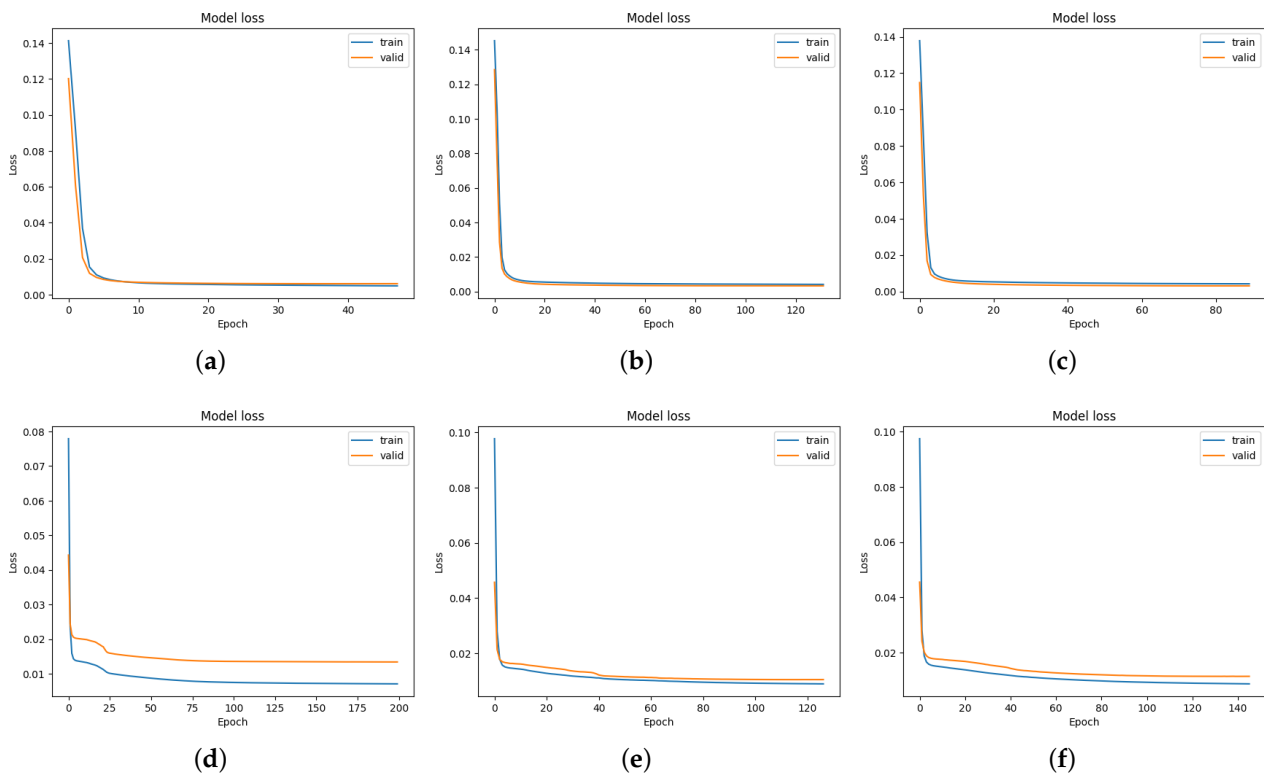 Model loss
0.14
0.12
0.10
0.08
0.06
0.04
0.02
0.00
Loss
0 10 20 30 40
Epoch
train
valid
(a)
Model loss
0.14
0.12
0.10
0.08
0.06
0.04
0.02
0.00
Loss
0 20 40 60 80 100 120
Epoch
train
valid
(b)
Model loss
0.14
0.12
0.10
0.08
0.06
0.04
0.02
0.00
Loss
0 20 40 60 80
Epoch
train
valid
(c)
Model loss
0.08
0.07
0.06
0.05
0.04
0.03
0.02
0.01
Loss
0 25 50 75 100 125 150 175 200
Epoch
train
valid
(d)
Model loss
0.10
0.08
0.06
0.04
0.02
Loss
0 20 40 60 80 100 120
Epoch
train
valid
(e)
Model loss
0.10
0.08
0.06
0.04
0.02
Loss
0 20 40 60 80 100 120 140
Epoch
train
valid
(f)